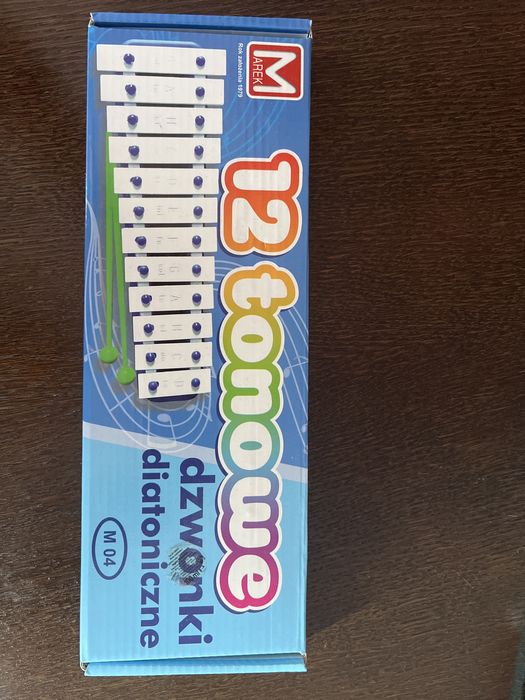 MAREK
Rok założenia 1979
12 tonowe
dzwonki
diatoniczne
M 04
G
A
H
C
D
E
F
G
A
H
C
D